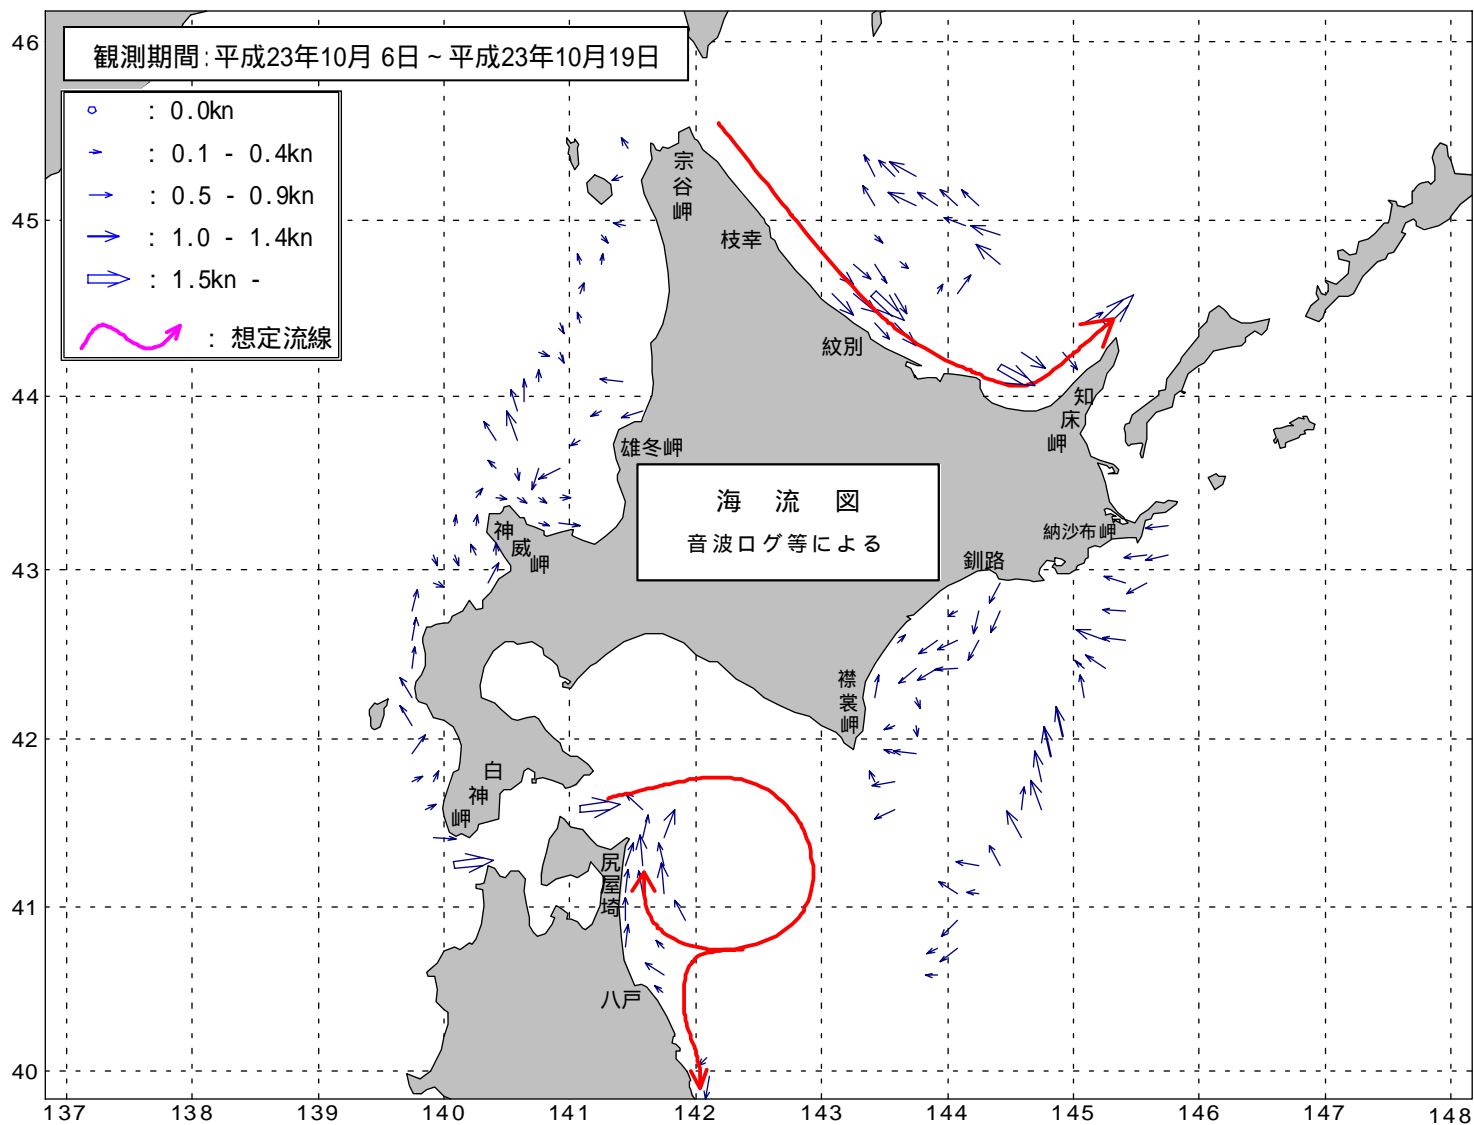 観測期間:平成23年10月 6日 ~ 平成23年10月19日
: 0.0kn
: 0.1 - 0.4kn
: 0.5 - 0.9kn
: 1.0 - 1.4kn
: 1.5kn -
: 想定流線
46
45
44
43
42
41
40
宗谷岬
枝幸
紋別
知床岬
雄冬岬
海 流 図
音波ログ等による
神威岬
納沙布岬
釧路
襟裳岬
白神岬
尻屋埼
八戸
137 138 139 140 141 142 143 144 145 146 147 148